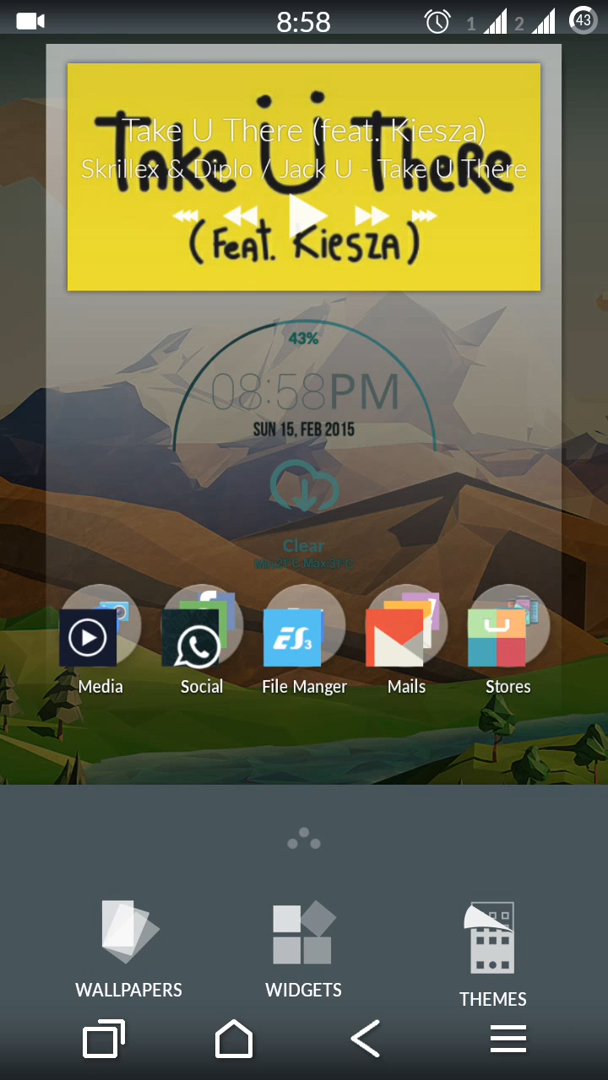 8:58
1
2
43
Take Ü There
Take U There (feat. Kiesza)
Skrillex & Diplo / Jack U - Take U There
(Feat. Kiesza)
43%
08:58PM
SUN 15, FEB 2015
Clear
ES3
Media
Social
File Manger
Mails
Stores
WALLPAPERS
WIDGETS
THEMES